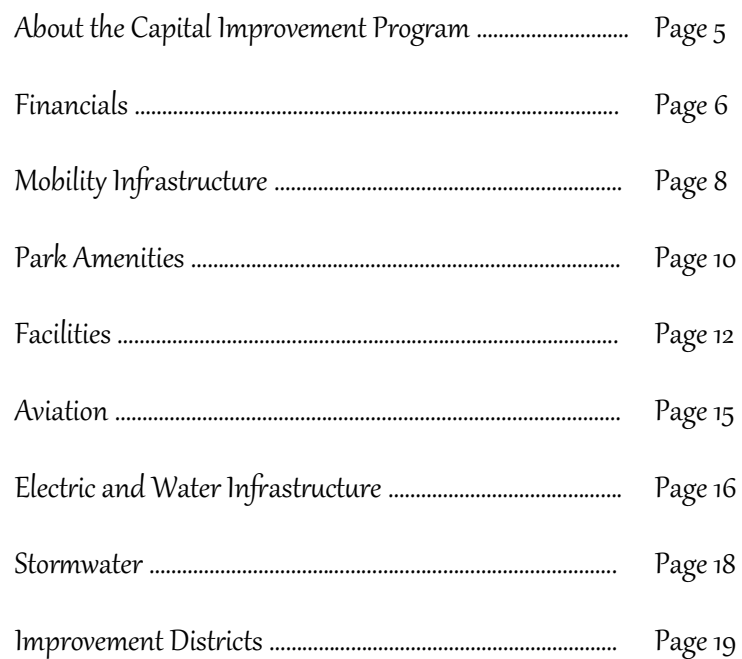 About the Capital Improvement Program ............................ Page 5
Financials ........................................................................................ Page 6
Mobility Infrastructure ............................................................... Page 8
Park Amenities .............................................................................. Page 10
Facilities ........................................................................................... Page 12
Aviation ............................................................................................ Page 15
Electric and Water Infrastructure .......................................... Page 16
Stormwater ..................................................................................... Page 18
Improvement Districts ............................................................... Page 19